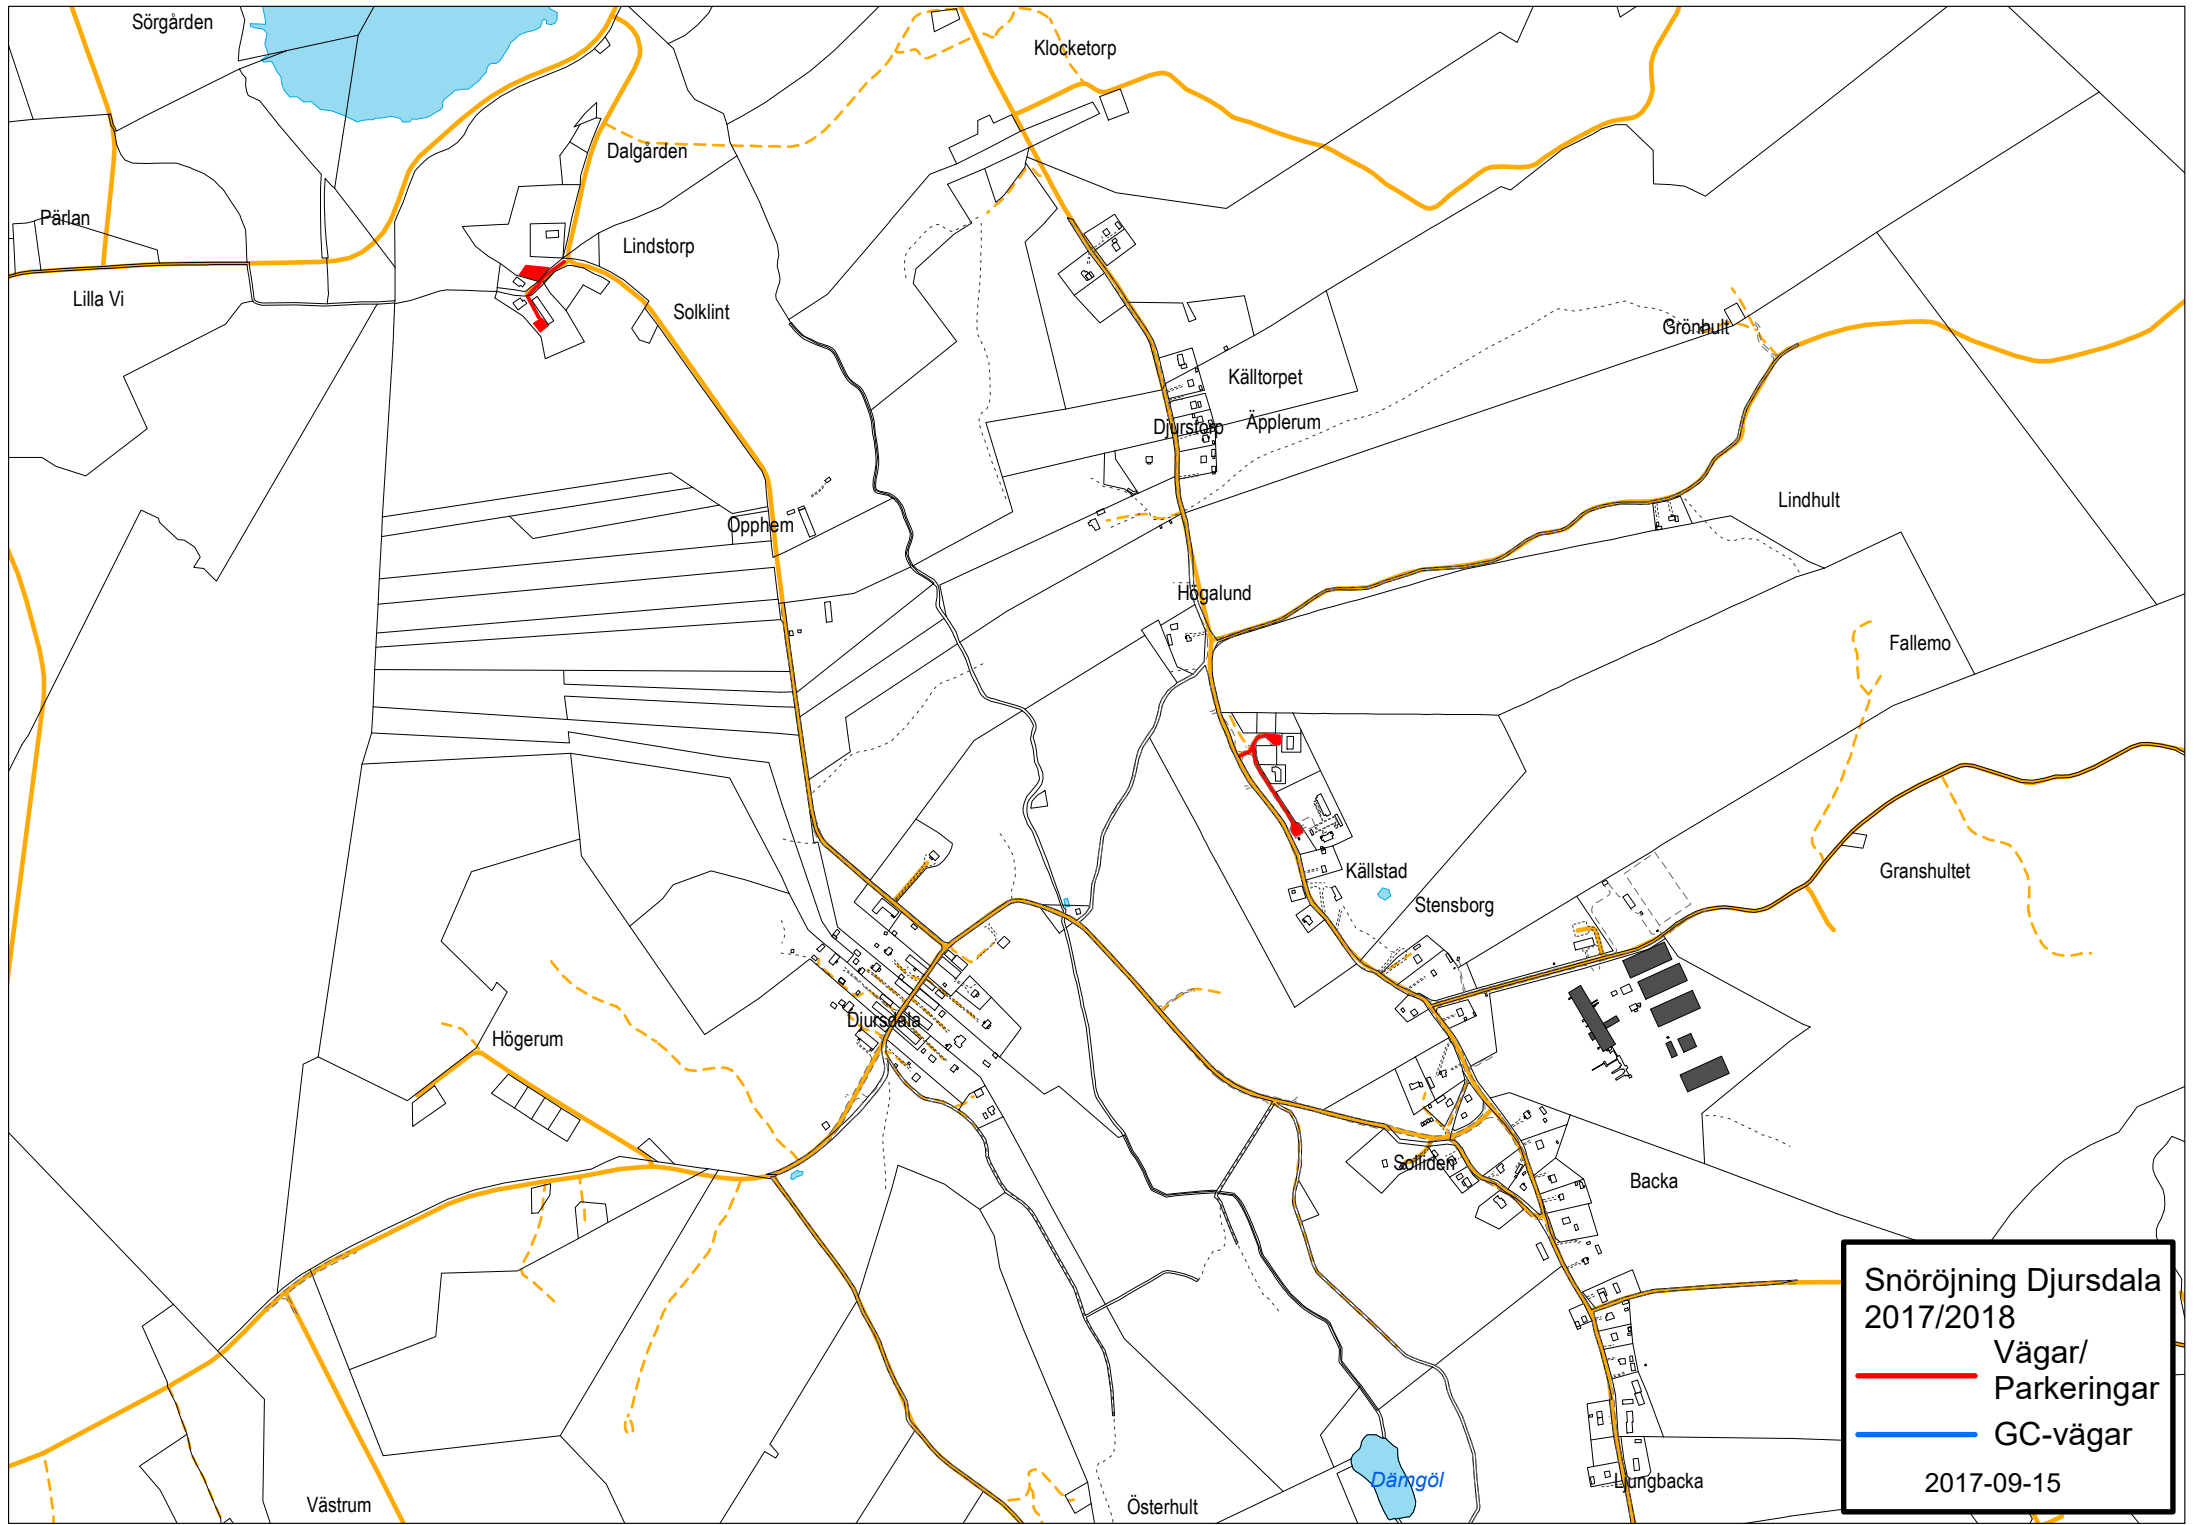 Sörgården
Klocketorp
Dalgården
Pärlan
Lindstorp
Lilla Vi
Solklint
Grönhult
Källtorpet
Äpplerum
Djurstorp
Lindhult
Opphem
Högalund
Fallemo
Källstad
Granshultet
Stensborg
Djursdala
Högerum
Solliden
Backa
Dämgöl
Ljungbacka
Västrum
Österhult
Snöröjning Djursdala
2017/2018
Vägar/
Parkeringar
GC-vägar
2017-09-15